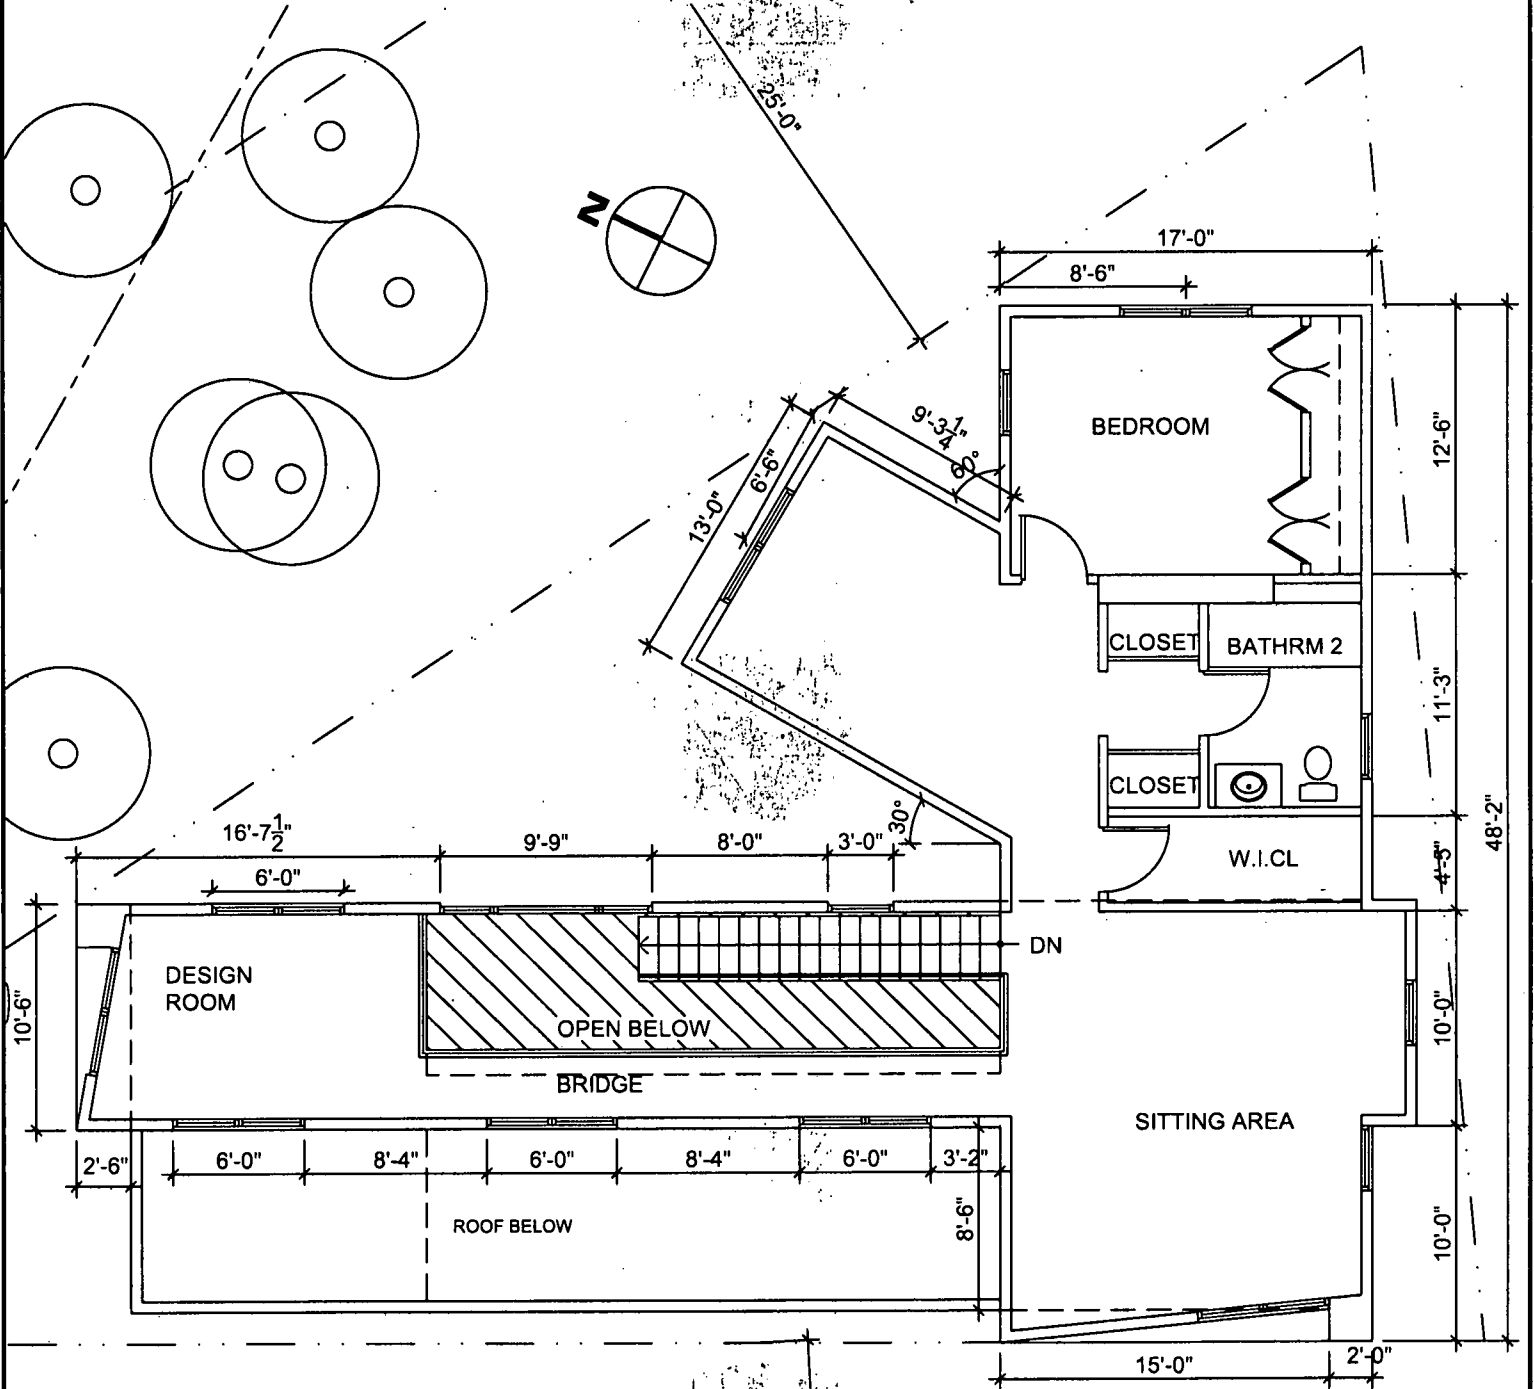 25'-0"
N
17'-0"
8'-6"
9'-3 1/4"
60°
6'-6"
13'-0"
BEDROOM
12'-6"
CLOSET
BATHRM 2
11'-3"
48'-2"
CLOSET
30°
16'-7 1/2"
9'-9"
8'-0"
3'-0"
W.I.CL
4'-5"
6'-0"
DESIGN
ROOM
DN
10'-6"
OPEN BELOW
10'-0"
BRIDGE
SITTING AREA
2'-6"
6'-0"
8'-4"
6'-0"
8'-4"
6'-0"
3'-2"
8'-6"
ROOF BELOW
10'-0"
15'-0"
2'-0"